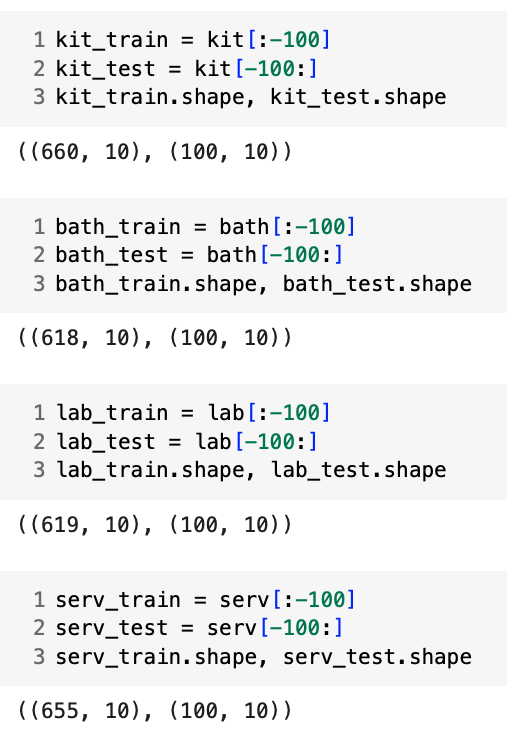 1 kit_train = kit[:-100]
2 kit_test = kit[-100:]
3 kit_train.shape, kit_test.shape
((660, 10), (100, 10))
1 bath_train = bath[:-100]
2 bath_test = bath[-100:]
3 bath_train.shape, bath_test.shape
((618, 10), (100, 10))
1 lab_train = lab[:-100]
2 lab_test = lab[-100:]
3 lab_train.shape, lab_test.shape
((619, 10), (100, 10))
1 serv_train = serv[:-100]
2 serv_test = serv[-100:]
3 serv_train.shape, serv_test.shape
((655, 10), (100, 10))